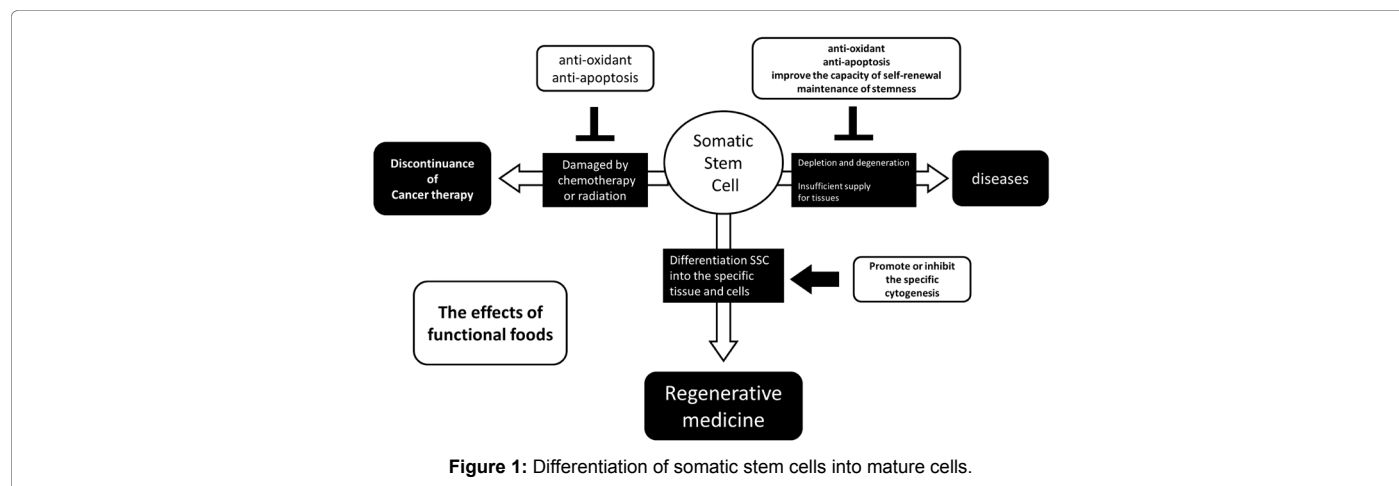 anti-oxidant
anti-apoptosis
anti-oxidant
anti-apoptosis
improve the capacity of self-renewal
maintenance of stemness
Discontinuance
of
Cancer therapy
Damaged by
chemotherapy
or radiation
Somatic
Stem
Cell
Depletion and degeneration
Insufficient supply
for tissues
diseases
Differentiation SSC
into the specific
tissue and cells
Promote or inhibit
the specific
cytogenesis
The effects of
functional foods
Regenerative
medicine
Figure 1: Differentiation of somatic stem cells into mature cells.